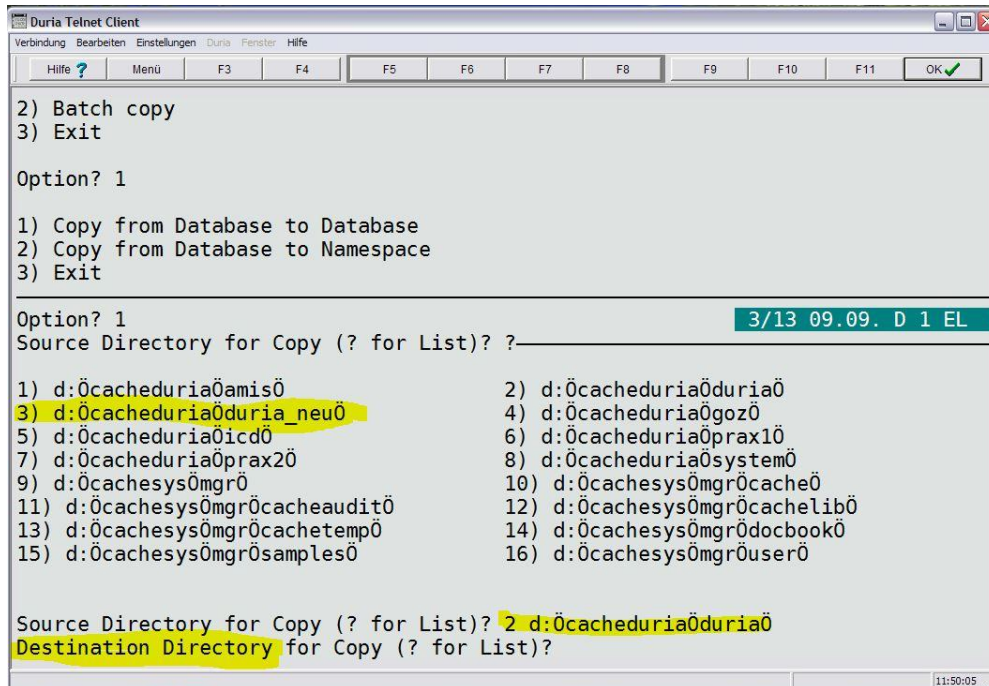 Duria Telnet Client
Verbindung Bearbeiten Einstellungen Duria Fenster Hilfe
Hilfe ? Menü F3 F4 F5 F6 F7 F8 F9 F10 F11 OK
2) Batch copy
3) Exit
Option? 1
1) Copy from Database to Database
2) Copy from Database to Namespace
3) Exit
Option? 1 3/13 09.09. D 1 EL
Source Directory for Copy (? for List)? ?
1) d:ÖcacheduriaÖamisÖ 2) d:ÖcacheduriaÖduriaÖ
3) d:ÖcacheduriaÖduria_neuÖ 4) d:ÖcacheduriaÖgozÖ
5) d:ÖcacheduriaÖicdÖ 6) d:ÖcacheduriaÖprax1Ö
7) d:ÖcacheduriaÖprax2Ö 8) d:ÖcacheduriaÖsystemÖ
9) d:ÖcachesysÖmgrÖ 10) d:ÖcachesysÖmgrÖcacheÖ
11) d:ÖcachesysÖmgrÖcacheauditÖ 12) d:ÖcachesysÖmgrÖcachelibÖ
13) d:ÖcachesysÖmgrÖcachetempÖ 14) d:ÖcachesysÖmgrÖdocbookÖ
15) d:ÖcachesysÖmgrÖsamplesÖ 16) d:ÖcachesysÖmgrÖuserÖ
Source Directory for Copy (? for List)? 2 d:ÖcacheduriaÖduriaÖ
Destination Directory for Copy (? for List)?
11:50:05